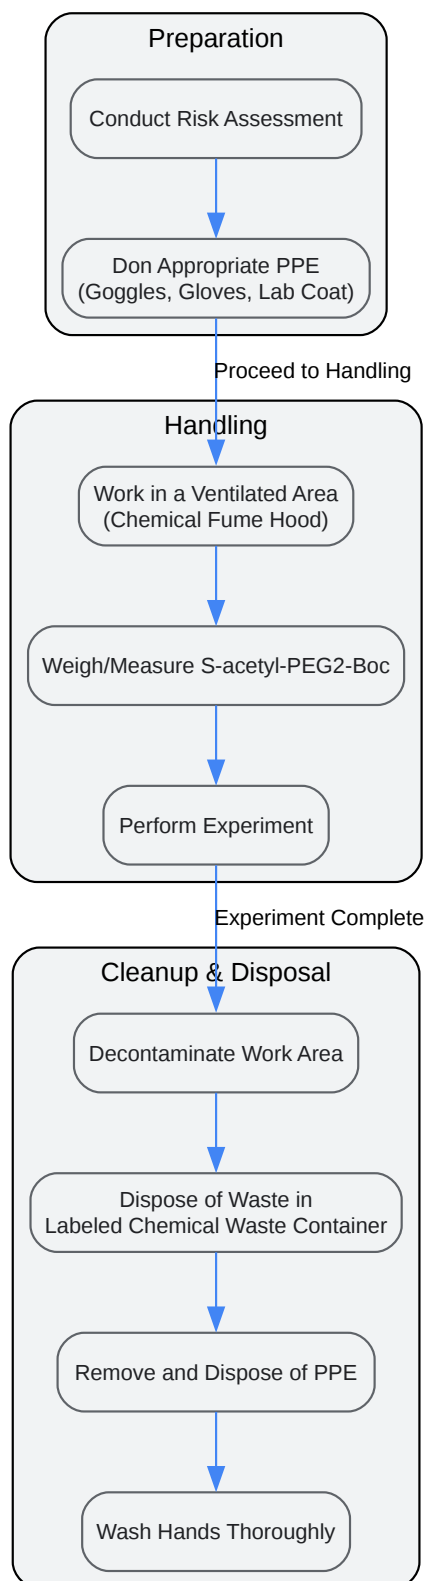 Preparation
Conduct Risk Assessment
Don Appropriate PPE
(Goggles, Gloves, Lab Coat)
Proceed to Handling
Handling
Work in a Ventilated Area
(Chemical Fume Hood)
Weigh/Measure S-acetyl-PEG2-Boc
Perform Experiment
Experiment Complete
Cleanup & Disposal
Decontaminate Work Area
Dispose of Waste in
Labeled Chemical Waste Container
Remove and Dispose of PPE
Wash Hands Thoroughly